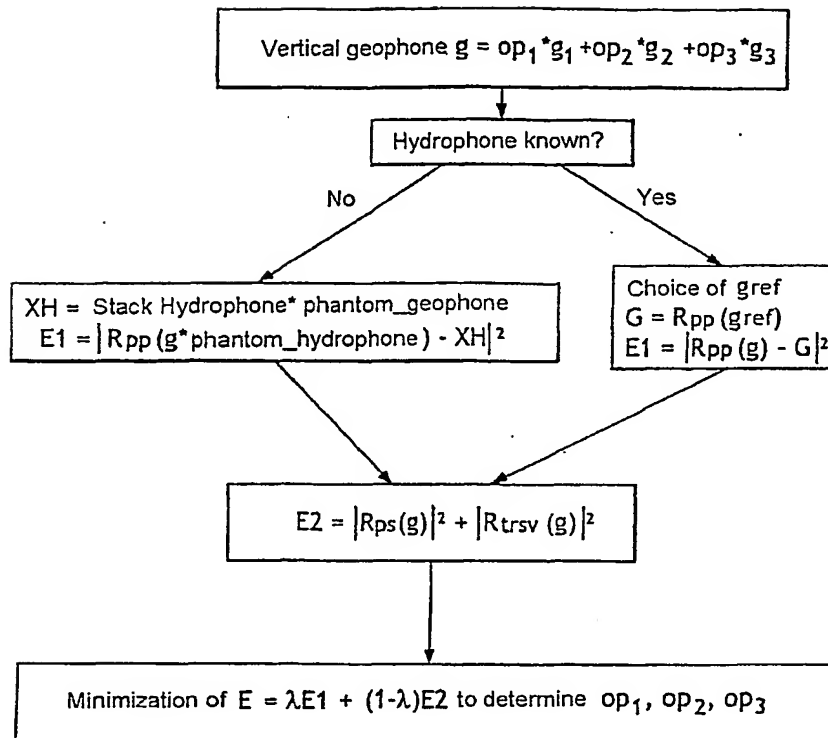 Vertical geophone g = op₁*g₁ +op₂*g₂ +op₃*g₃
Hydrophone known?
No
Yes
XH = Stack Hydrophone* phantom_geophone
E1 = |Rpp (g*phantom_hydrophone) - XH|²
Choice of gref
G = Rpp (gref)
E1 = |Rpp (g) - G|²
E2 = |Rps(g)|² + |Rtrsv (g)|²
Minimization of E = λE1 + (1-λ)E2 to determine op₁, op₂, op₃